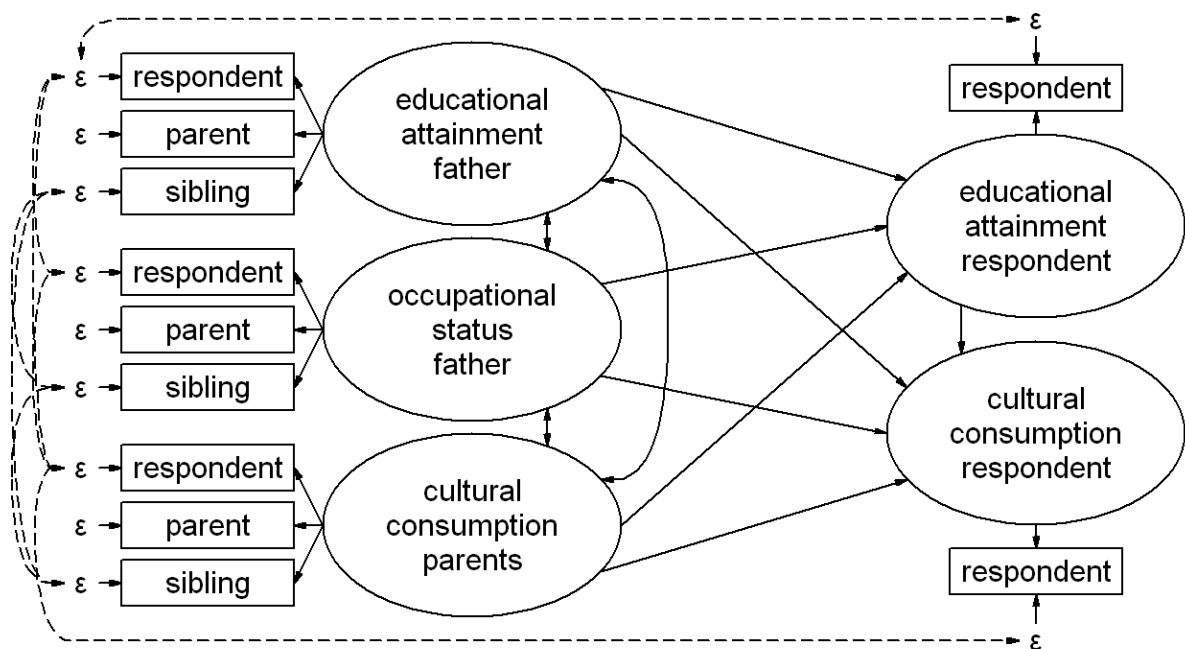 ε
ε
respondent
respondent
ε
parent
ε
sibling
educational
attainment
father
educational
attainment
respondent
ε
respondent
ε
parent
ε
sibling
occupational
status
father
cultural
consumption
respondent
ε
respondent
ε
parent
ε
sibling
cultural
consumption
parents
respondent
ε